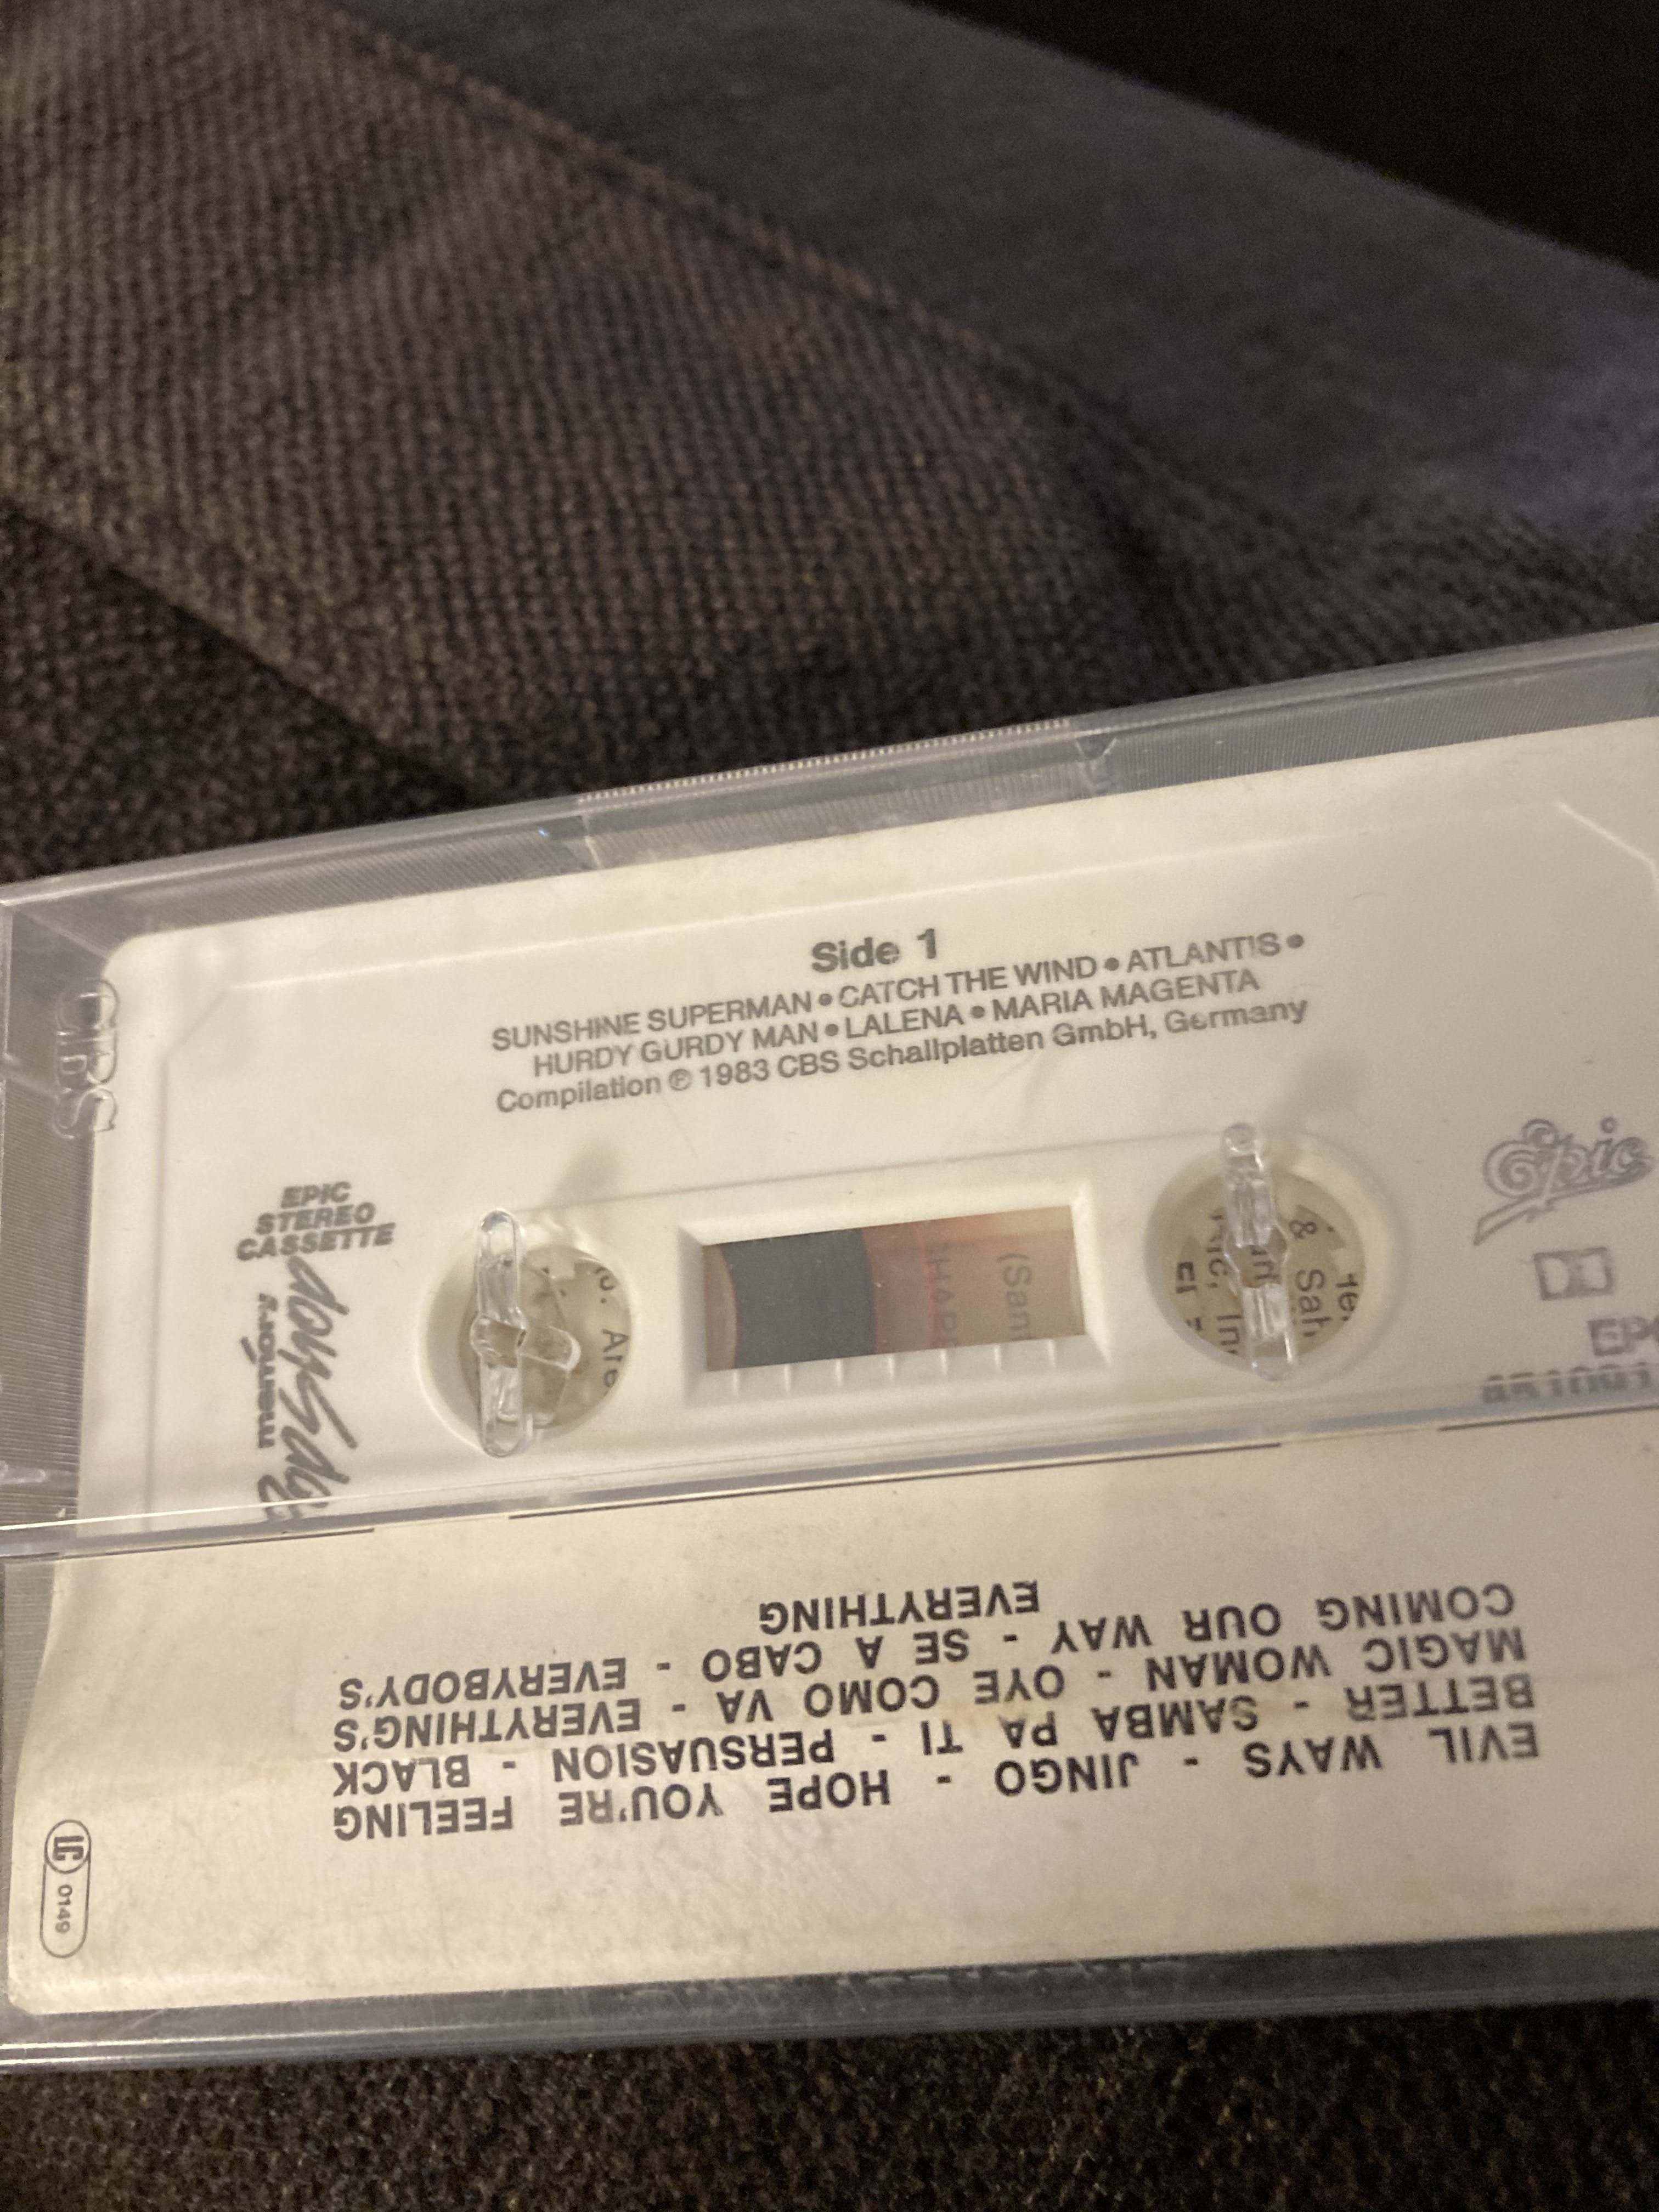 Side 1
SUNSHINE SUPERMAN • CATCH THE WIND • ATLANTIS •
HURDY GURDY MAN • LALENA • MARIA MAGENTA
Compilation ℗ 1983 CBS Schallplatten GmbH, Germany
CBS
EPIC
STEREO
CASSETTE
Epic
(Sant
&
EVIL WAYS - JINGO - HOPE YOU'RE FEELING
BETTER - SAMBA PA TI - PERSUASION - BLACK
MAGIC WOMAN - OYE COMO VA - EVERYTHING'S
COMING OUR WAY - SE A CABO - EVERYBODY'S
EVERYTHING
LC 0149